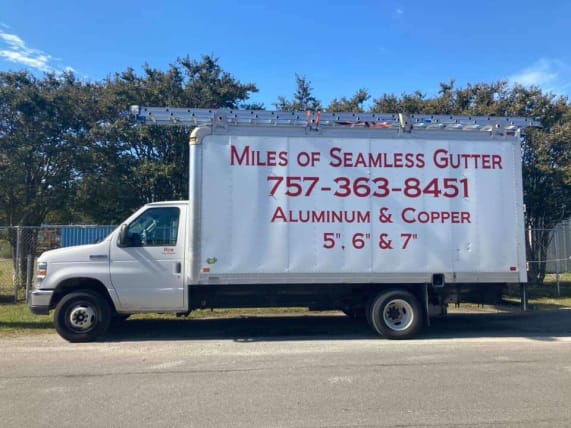 Miles of Seamless Gutter
757-363-8451
Aluminum & Copper
5", 6" & 7"